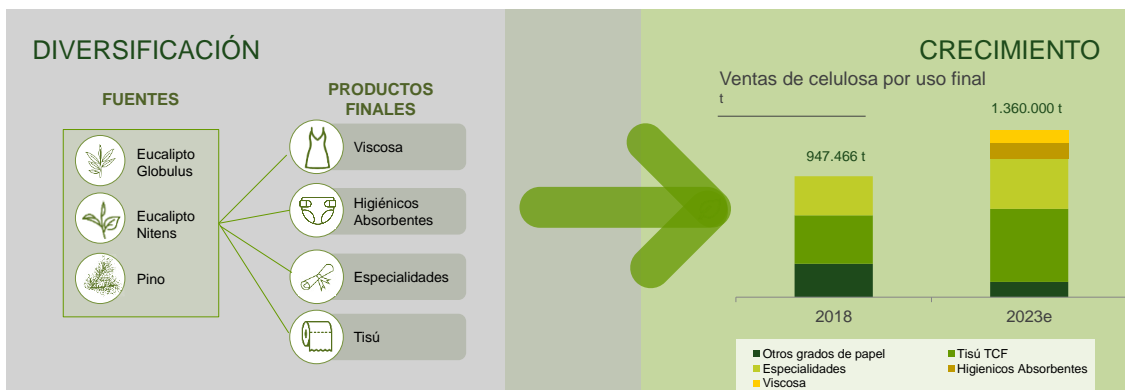 DIVERSIFICACIÓN
FUENTES
Eucalipto
Globulus
Eucalipto
Nitens
Pino
PRODUCTOS
FINALES
Viscosa
Higiénicos
Absorbentes
Especialidades
Tisú
CRECIMIENTO
Ventas de celulosa por uso final
t
947.466 t
1.360.000 t
2018
2023e
Otros grados de papel
Tisú TCF
Especialidades
Higienicos Absorbentes
Viscosa